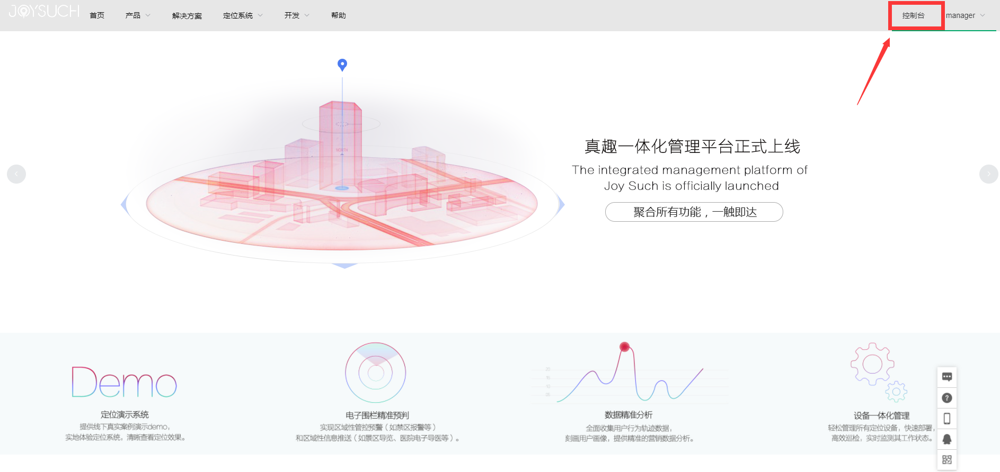 JOYSUCH
首页
产品
解决方案
定位系统
开发
帮助
控制台
manager
NORTH
真趣一体化管理平台正式上线
The integrated management platform of
Joy Such is officially launched
聚合所有功能，一触即达
Demo
定位演示系统
提供线下真实案例演示demo，
实地体验定位系统，清晰查看定位效果。
电子围栏精准预判
实现区域性管控预警（如禁区报警等）
和区域性信息推送（如景区导览、医院电子导医等）。
20
15
10
05
数据精准分析
全面收集用户行为轨迹数据，
刻画用户画像，提供精准的营销数据分析。
设备一体化管理
轻松管理所有定位设备，快速部署，
高效巡检，实时监测其工作状态。